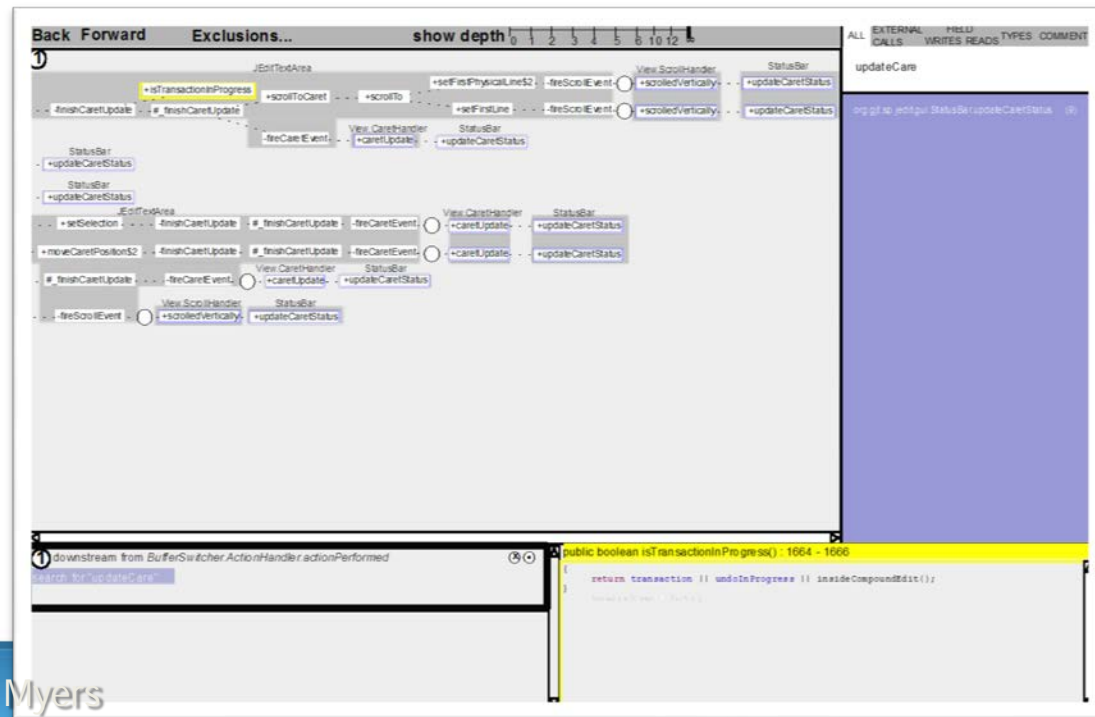 Back Forward Exclusions... show depth 0 1 2 3 4 5 6 10 12 ∞
ALL EXTERNAL CALLS FIELD WRITES READS TYPES COMMENT
updateCare
1
JEditTextArea View.ScrollHandler StatusBar
+isTransactionInProgress +setFirstPhysicalLine$2 -fireScrollEvent +scrolledVertically +updateCaretStatus
+scrollToCaret +scrollTo
-finishCaretUpdate #_finishCaretUpdate +setFirstLine -fireScrollEvent +scrolledVertically +updateCaretStatus
View.CaretHandler StatusBar
-fireCaretEvent +caretUpdate +updateCaretStatus
StatusBar
+updateCaretStatus
StatusBar
+updateCaretStatus
JEditTextArea View.CaretHandler StatusBar
+setSelection -finishCaretUpdate #_finishCaretUpdate -fireCaretEvent +caretUpdate +updateCaretStatus
+moveCaretPosition$2 -finishCaretUpdate #_finishCaretUpdate -fireCaretEvent +caretUpdate +updateCaretStatus
View.CaretHandler StatusBar
#_finishCaretUpdate -fireCaretEvent +caretUpdate +updateCaretStatus
View.ScrollHandler StatusBar
-fireScrollEvent +scrolledVertically +updateCaretStatus
org.gjt.sp.jedit.gui.StatusBar.updateCaretStatus
1 downstream from BufferSwitcher.ActionHandler.actionPerformed
search for "updateCare"
public boolean isTransactionInProgress() : 1664 - 1666
{
return transaction || undoInProgress || insideCompoundEdit();
}
Myers